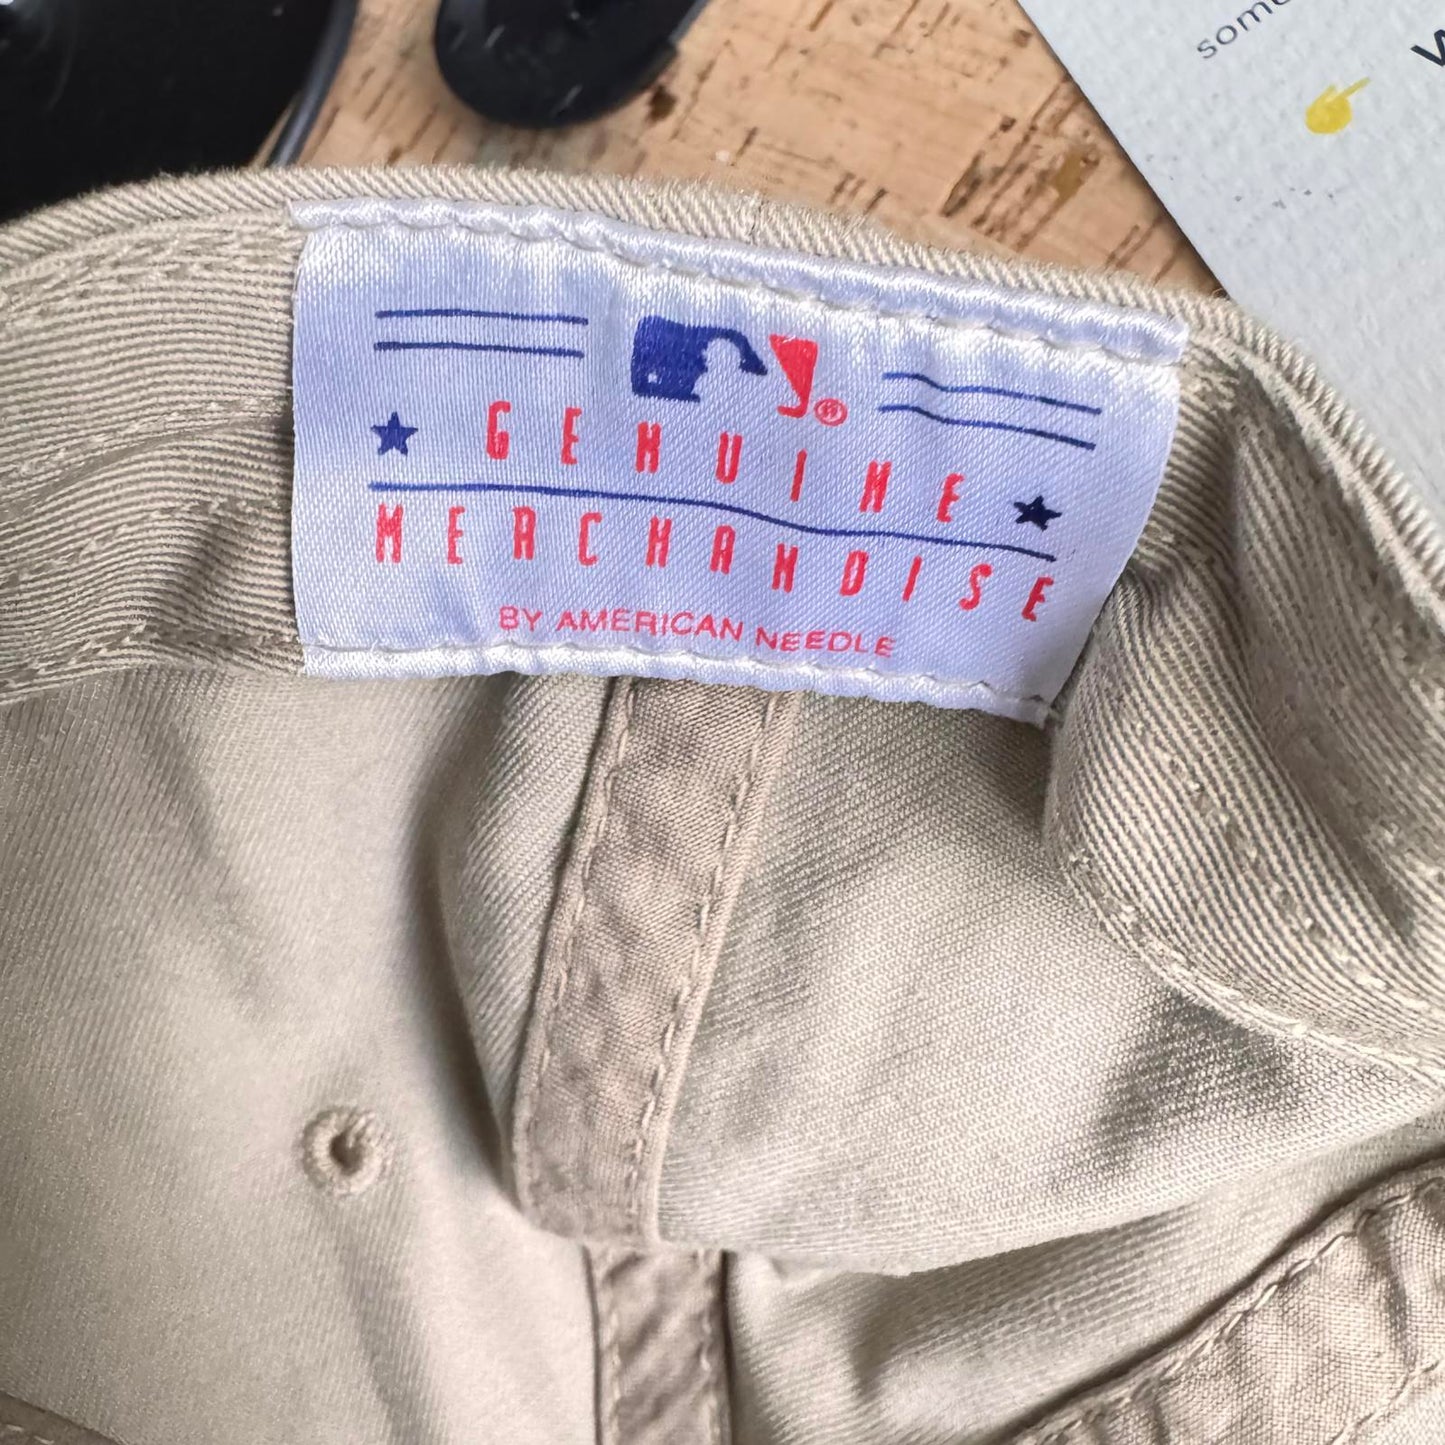 ®
GENUINE
MERCHANDISE
BY AMERICAN NEEDLE